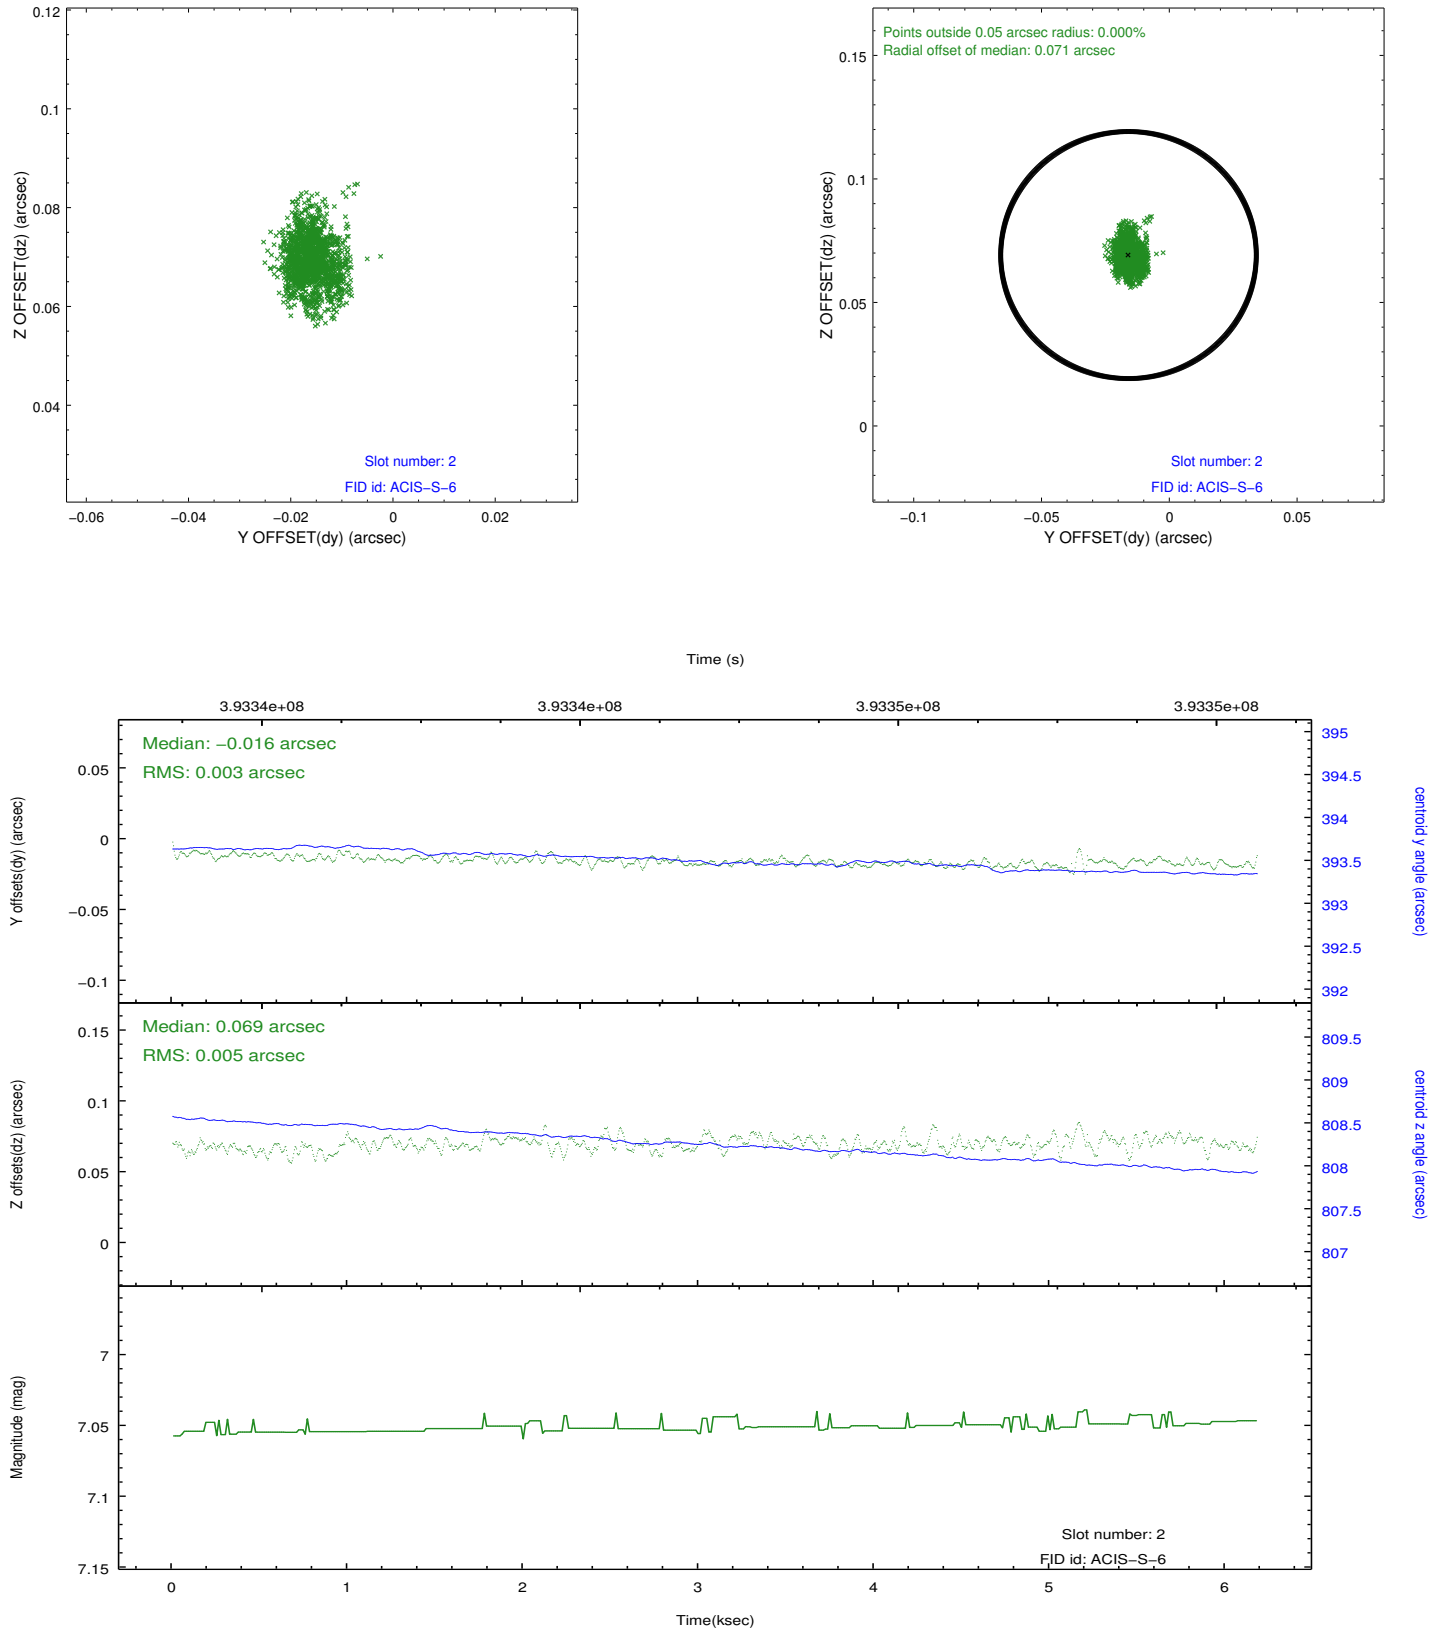 0.12
0.1
0.08
0.06
0.04
Z OFFSET(dz) (arcsec)
Slot number: 2
FID id: ACIS−S−6
−0.06
−0.04
−0.02
0
0.02
Y OFFSET(dy) (arcsec)
Points outside 0.05 arcsec radius: 0.000%
Radial offset of median: 0.071 arcsec
0.15
0.1
0.05
0
Z OFFSET(dz) (arcsec)
Slot number: 2
FID id: ACIS−S−6
−0.1
−0.05
0
0.05
Y OFFSET(dy) (arcsec)
Time (s)
3.9334e+08
3.9334e+08
3.9335e+08
3.9335e+08
Median: −0.016 arcsec
RMS: 0.003 arcsec
0.05
0
−0.05
−0.1
Y offsets(dy) (arcsec)
395
394.5
394
393.5
393
392.5
392
centroid y angle (arcsec)
Median: 0.069 arcsec
RMS: 0.005 arcsec
0.15
0.1
0.05
0
Z offsets(dz) (arcsec)
809.5
809
808.5
808
807.5
807
centroid z angle (arcsec)
7
7.05
7.1
7.15
Magnitude (mag)
Slot number: 2
FID id: ACIS−S−6
0
1
2
3
4
5
6
Time(ksec)